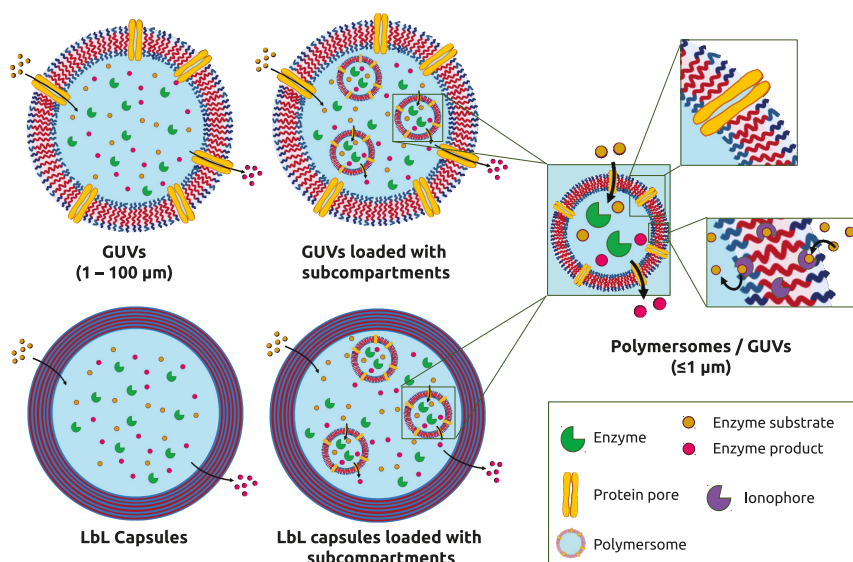 GUVs
(1 – 100 μm)
GUVs loaded with
subcompartments
Polymersomes / GUVs
(≤1 μm)
LbL Capsules
LbL capsules loaded with
subcompartments
Enzyme
Enzyme substrate
Enzyme product
Protein pore
Ionophore
Polymersome